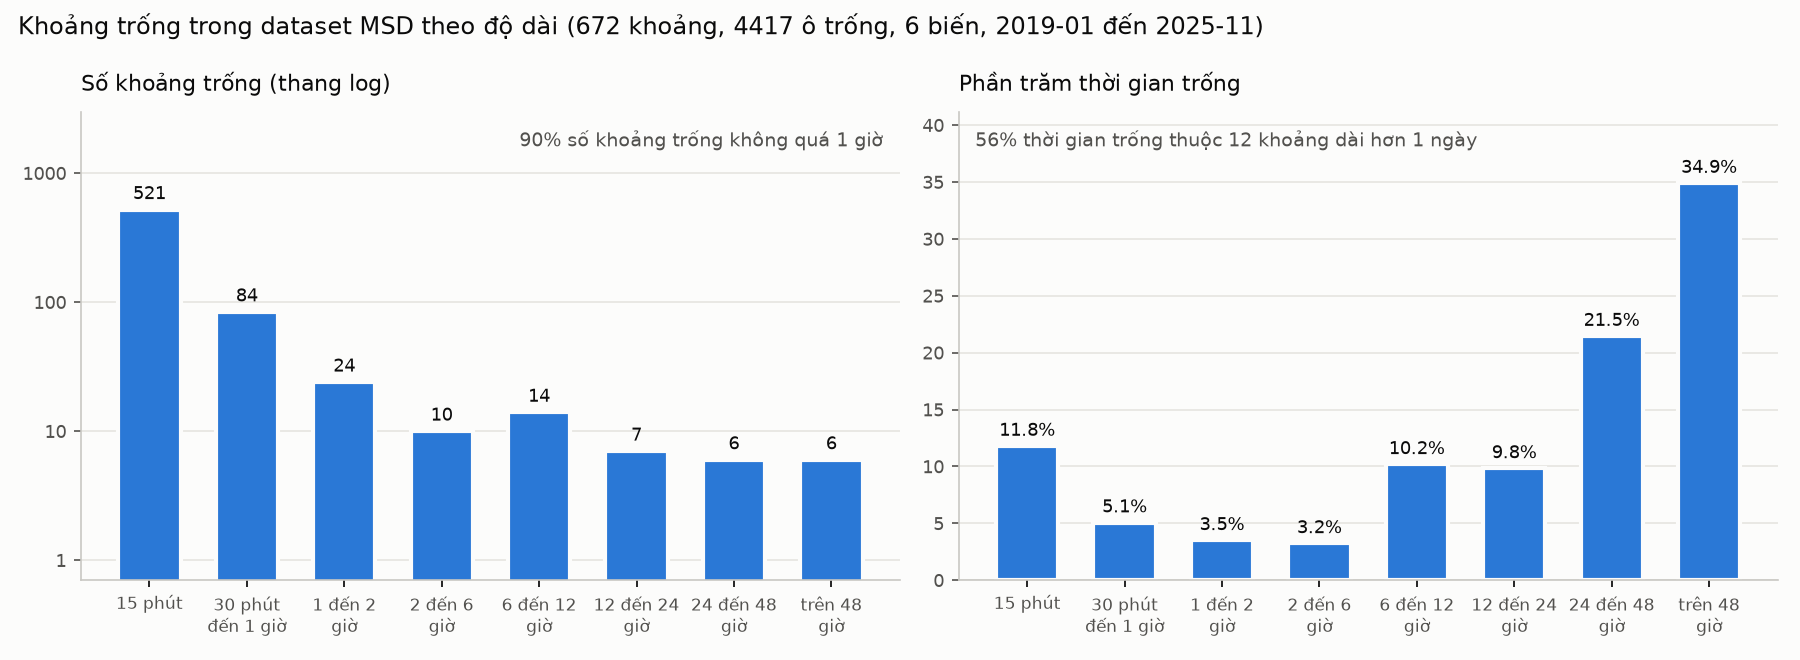 Khoảng trống trong dataset MSD theo độ dài (672 khoảng, 4417 ô trống, 6 biến, 2019-01 đến 2025-11)
Số khoảng trống (thang log)
90% số khoảng trống không quá 1 giờ
1000
100
10
1
521
84
24
10
14
7
6
6
15 phút
30 phút
đến 1 giờ
1 đến 2
giờ
2 đến 6
giờ
6 đến 12
giờ
12 đến 24
giờ
24 đến 48
giờ
trên 48
giờ
Phần trăm thời gian trống
56% thời gian trống thuộc 12 khoảng dài hơn 1 ngày
40
35
30
25
20
15
10
5
0
11.8%
5.1%
3.5%
3.2%
10.2%
9.8%
21.5%
34.9%
15 phút
30 phút
đến 1 giờ
1 đến 2
giờ
2 đến 6
giờ
6 đến 12
giờ
12 đến 24
giờ
24 đến 48
giờ
trên 48
giờ